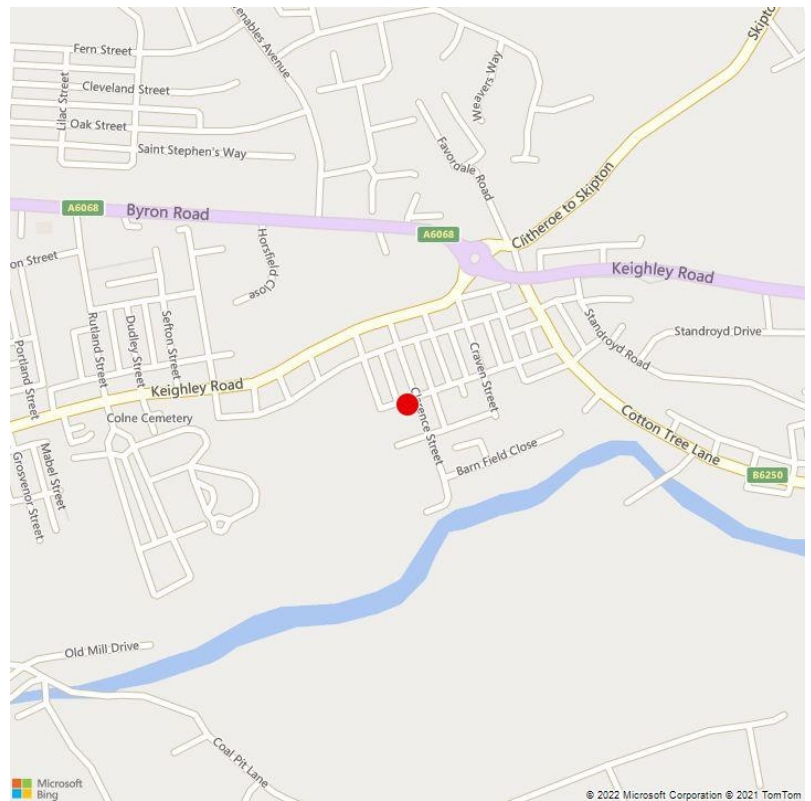 Fern Street
enables Avenue
Cleveland Street
Lilac Street
Oak Street
Saint Stephen's Way
Weavers Way
Favordale Road
Skipton
Clitheroe to Skipton
A6068
Byron Road
A6068
Keighley Road
on Street
Horsfield Close
Portland Street
Rutland Street
Dudley Street
Sefton Street
Standroyd Drive
Standroyd Road
Craven Street
Keighley Road
Colne Cemetery
Clarence Street
Cotton Tree Lane
Grosvenor Street
Mabel Street
Barn Field Close
B6250
Old Mill Drive
Coal Pit Lane
Microsoft
Bing
© 2022 Microsoft Corporation © 2021 TomTom